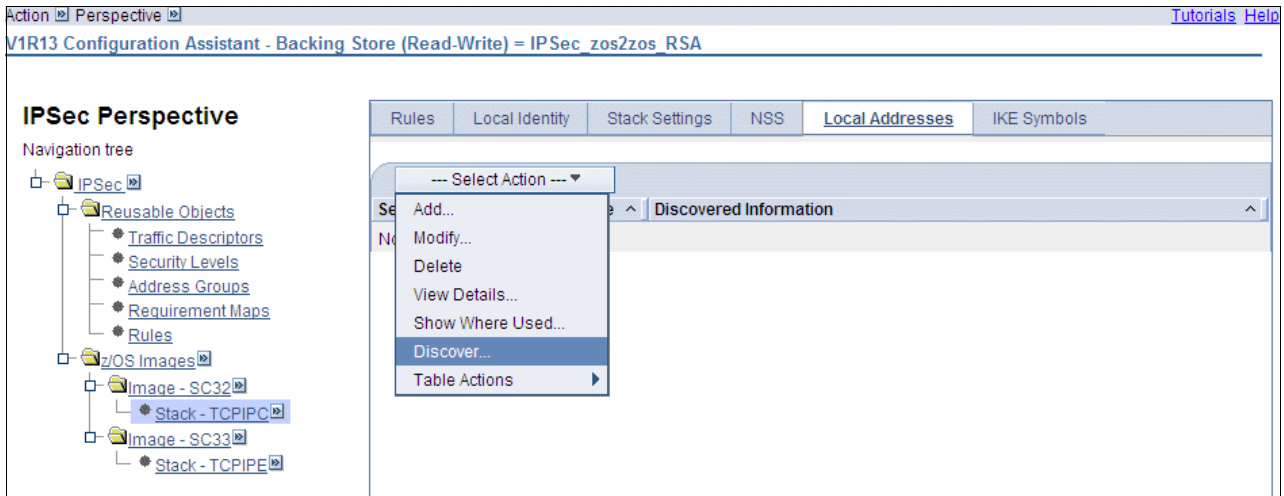 Action Perspective Tutorials Help
V1R13 Configuration Assistant - Backing Store (Read-Write) = IPSec_zos2zos_RSA
IPSec Perspective
Navigation tree
IPSec
Reusable Objects
Traffic Descriptors
Security Levels
Address Groups
Requirement Maps
Rules
z/OS Images
Image - SC32
Stack - TCPIPC
Image - SC33
Stack - TCPIPE
Rules Local Identity Stack Settings NSS Local Addresses IKE Symbols
--- Select Action ---
Se e Discovered Information
No
Add...
Modify...
Delete
View Details...
Show Where Used...
Discover...
Table Actions